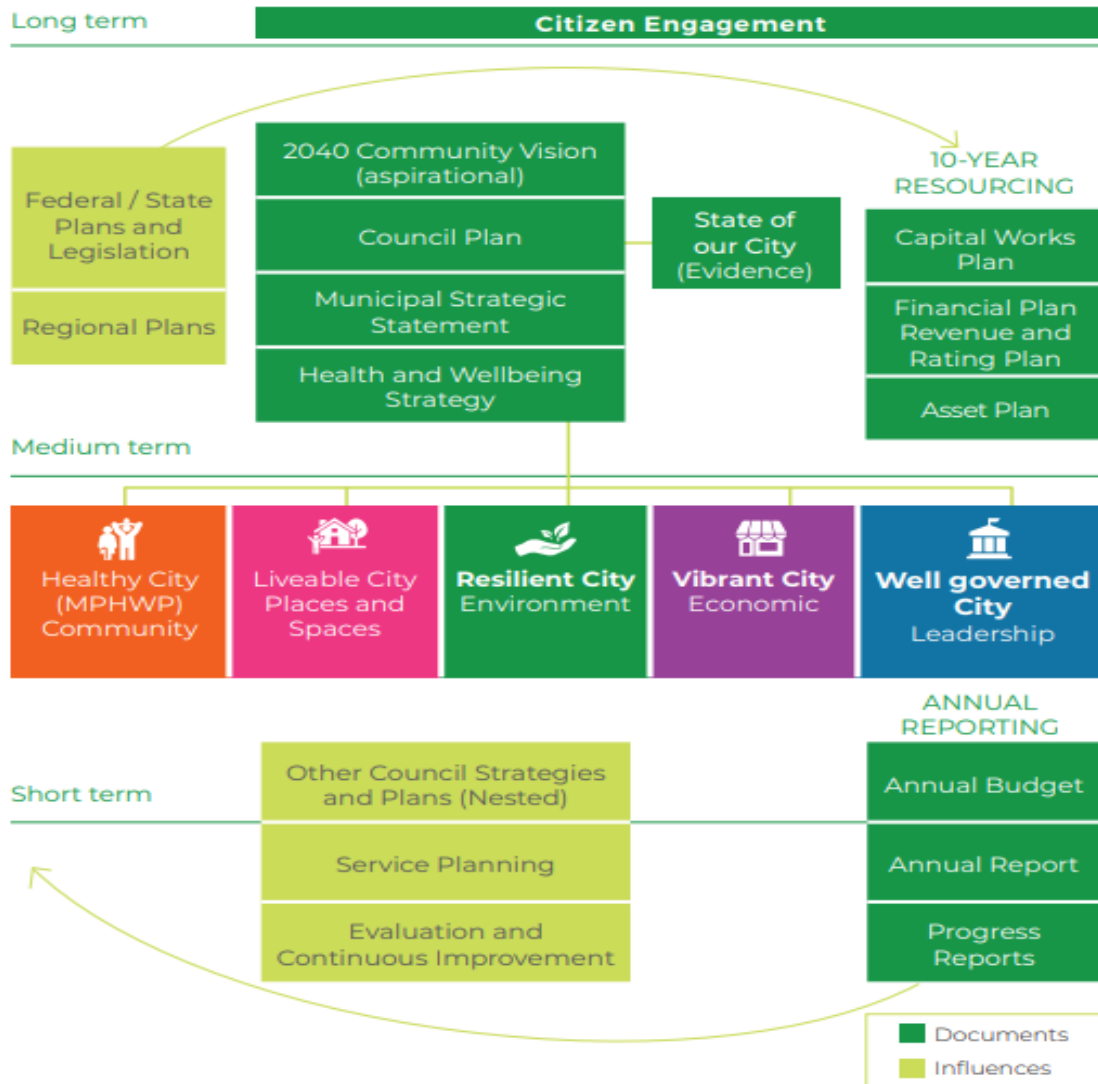 Long term
Citizen Engagement
Federal / State
Plans and
Legislation
Regional Plans
2040 Community Vision
(aspirational)
Council Plan
Municipal Strategic
Statement
Health and Wellbeing
Strategy
State of
our City
(Evidence)
10-YEAR
RESOURCING
Capital Works
Plan
Financial Plan
Revenue and
Rating Plan
Asset Plan
Medium term
Healthy City
(MPHWP)
Community
Liveable City
Places and
Spaces
Resilient City
Environment
Vibrant City
Economic
Well governed
City
Leadership
Short term
Other Council Strategies
and Plans (Nested)
Service Planning
Evaluation and
Continuous Improvement
ANNUAL
REPORTING
Annual Budget
Annual Report
Progress
Reports
Documents
Influences